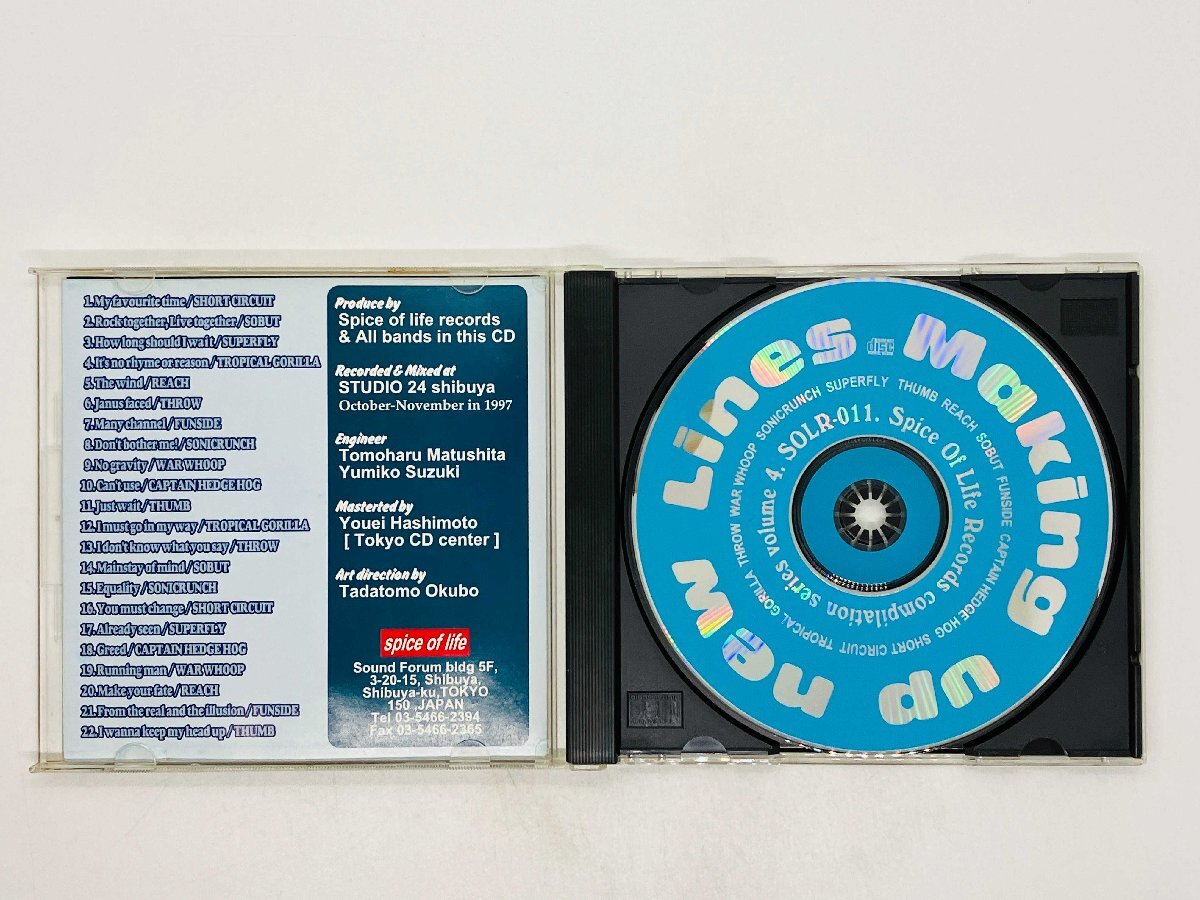 1.My favourite time/SHORT CIRCUIT
2.Rock together,Live together/SOBUT
3.How long should I wait/SUPERFLY
4.It's no rhyme or reason/TROPICAL GORILLA
5.The wind/REACH
6.Janus faced/THROW
7.Many channel/FUNSIDE
8.Don't bother me!/SONICRUNCH
9.No gravity/WAR WHOOP
10.Can't use/CAPTAIN HEDGE HOG
11.Just wait/THUMB
12.I must go in my way/TROPICAL GORILLA
13.I don't know what you say/THROW
14.Mainstay of mind/SOBUT
15.Equality/SONICRUNCH
16.You must change/SHORT CIRCUIT
17.Already seen/SUPERFLY
18.Greed/CAPTAIN HEDGE HOG
19.Running man/WAR WHOOP
20.Make your fate/REACH
21.From the real and the illusion/FUNSIDE
22.I wanna keep my head up/THUMB
Produce by
Spice of life records
& All bands in this CD
Recorded & Mixed at
STUDIO 24 shibuya
October-November in 1997
Engineer
Tomoharu Matushita
Yumiko Suzuki
Masterted by
Youei Hashimoto
[ Tokyo CD center ]
Art direction by
Tadatomo Okubo
spice of life
Sound Forum bldg 5F,
3-20-15, Shibuya,
Shibuya-ku,TOKYO
150 ,JAPAN
Tel 03-5466-2394
Fax 03-5466-2365
Making up new Lines
disc
THUMB REACH SOBUT FUNSIDE CAPTAIN HEDGE HOG SHORT CIRCUIT TROPICAL GORILLA THROW WAR WHOOP SONICRUNCH SUPERFLY
Spice Of LIfe Records compilation series volume 4. SOLR-011.